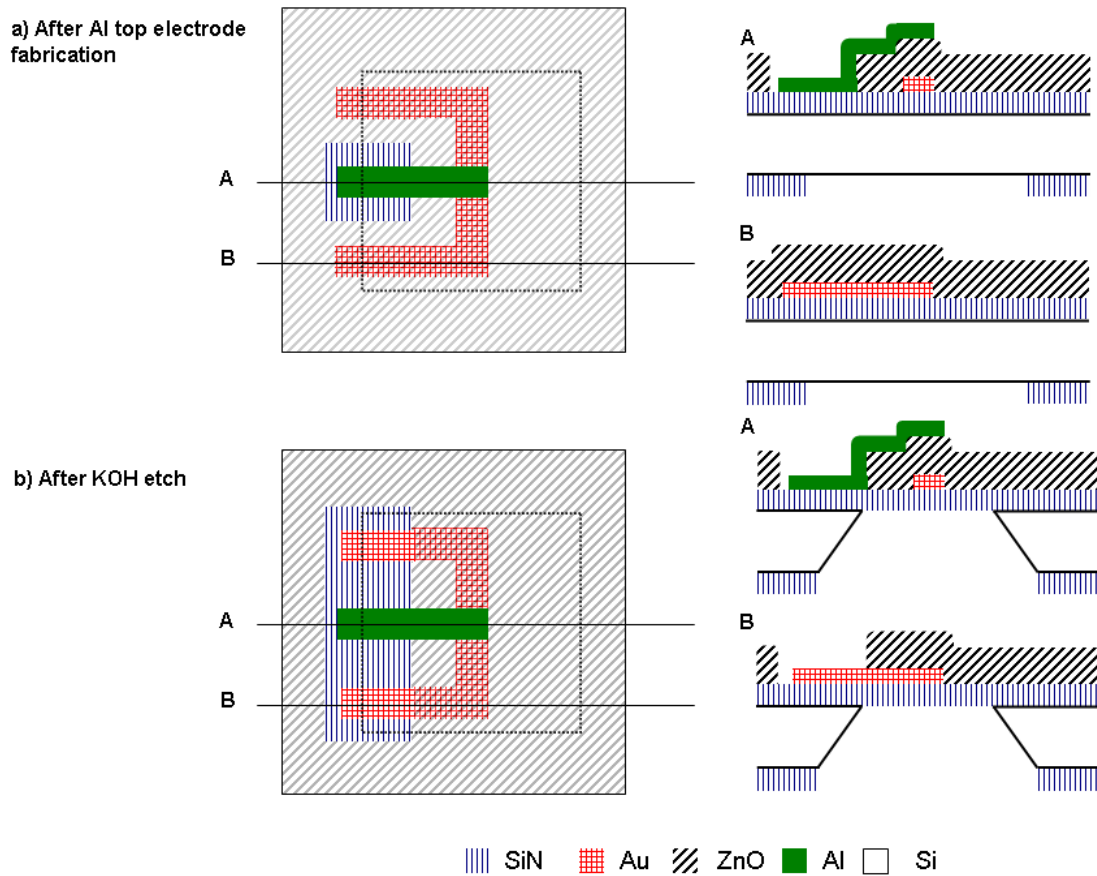 a) After Al top electrode
fabrication
A
B
A
B
b) After KOH etch
A
B
A
B
SiN Au ZnO Al Si